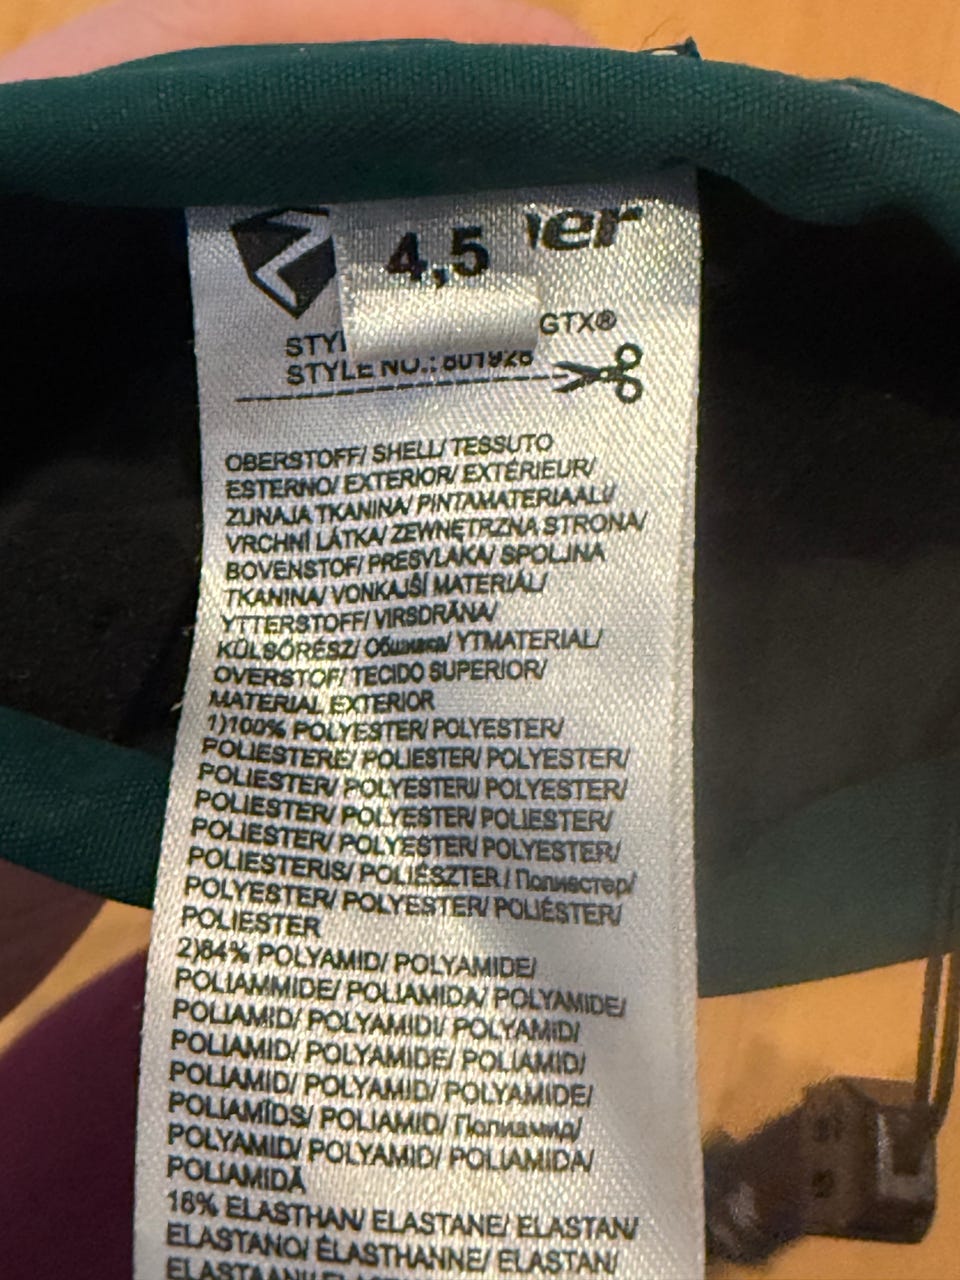 4,5
er
GTX®
STYLE NO.: 801926
OBERSTOFF/ SHELL/ TESSUTO
ESTERNO/ EXTERIOR/ EXTÉRIEUR/
ZUNAJA TKANINA/ PINTAMATERIAALI/
VRCHNÍ LÁTKA/ ZEWNĘTRZNA STRONA/
BOVENSTOF/ PRESVLAKA/ SPOLJNA
TKANINA/ VONKAJŠÍ MATERIÁL/
YTTERSTOFF/ VIRSDRĀNA/
KÜLSŐRÉSZ/ YTMATERIAL/
OVERSTOF/ TECIDO SUPERIOR/
MATERIAL EXTERIOR
1)100% POLYESTER/ POLYESTER/
POLIESTERE/ POLIESTER/ POLYESTER/
POLIESTER/ POLYESTERI/ POLYESTER/
POLIESTER/ POLYESTER/ POLIESTER/
POLIESTER/ POLYESTER/ POLYESTER/
POLIESTERIS/ POLIÉSZTER / Полиестер/
POLYESTER/ POLYESTER/ POLIÉSTER/
POLIESTER
2)84% POLYAMID/ POLYAMIDE/
POLIAMMIDE/ POLIAMIDA/ POLYAMIDE/
POLIAMID/ POLYAMIDI/ POLYAMID/
POLIAMID/ POLYAMIDE/ POLIAMID/
POLIAMID/ POLYAMID/ POLYAMIDE/
POLIAMĪDS/ POLIAMID/ Полиамид/
POLYAMID/ POLYAMID/ POLIAMIDA/
POLIAMIDĂ
16% ELASTHAN/ ELASTANE/ ELASTAN/
ELASTANO/ ÉLASTHANNE/ ELASTAN/